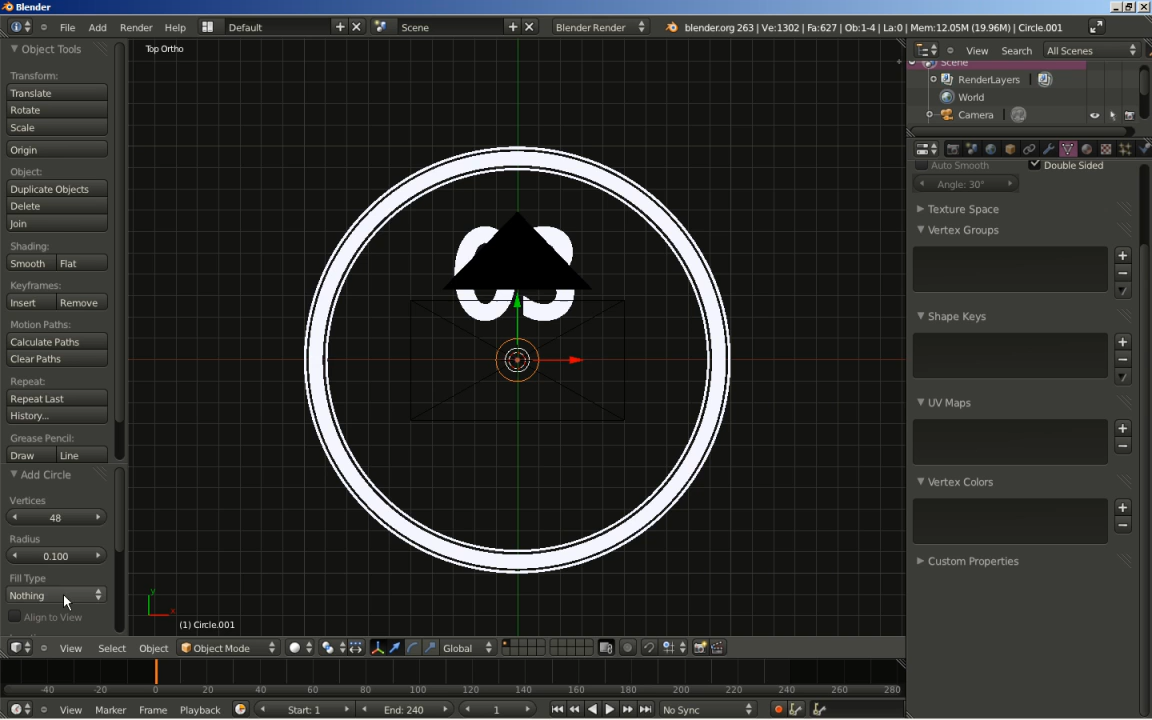 Blender
File Add Render Help Default Scene Blender Render blender.org 263 | Ve:1302 | Fa:627 | Ob:1-4 | La:0 | Mem:12.05M (19.96M) | Circle.001
Object Tools
Top Ortho
View Search All Scenes
Scene
RenderLayers
World
Camera
Transform:
Translate
Rotate
Scale
Origin
Object:
Duplicate Objects
Delete
Join
Shading:
Smooth Flat
Keyframes:
Insert Remove
Motion Paths:
Calculate Paths
Clear Paths
Repeat:
Repeat Last
History...
Grease Pencil:
Draw Line
Add Circle
Vertices
48
Radius
0.100
Fill Type
Nothing
Align to View
y
x
(1) Circle.001
Auto Smooth Double Sided
Angle: 30°
Texture Space
Vertex Groups
Shape Keys
UV Maps
Vertex Colors
Custom Properties
View Select Object Object Mode Global
-40 -20 0 20 40 60 80 100 120 140 160 180 200 220 240 260 280
View Marker Frame Playback Start: 1 End: 240 1 No Sync